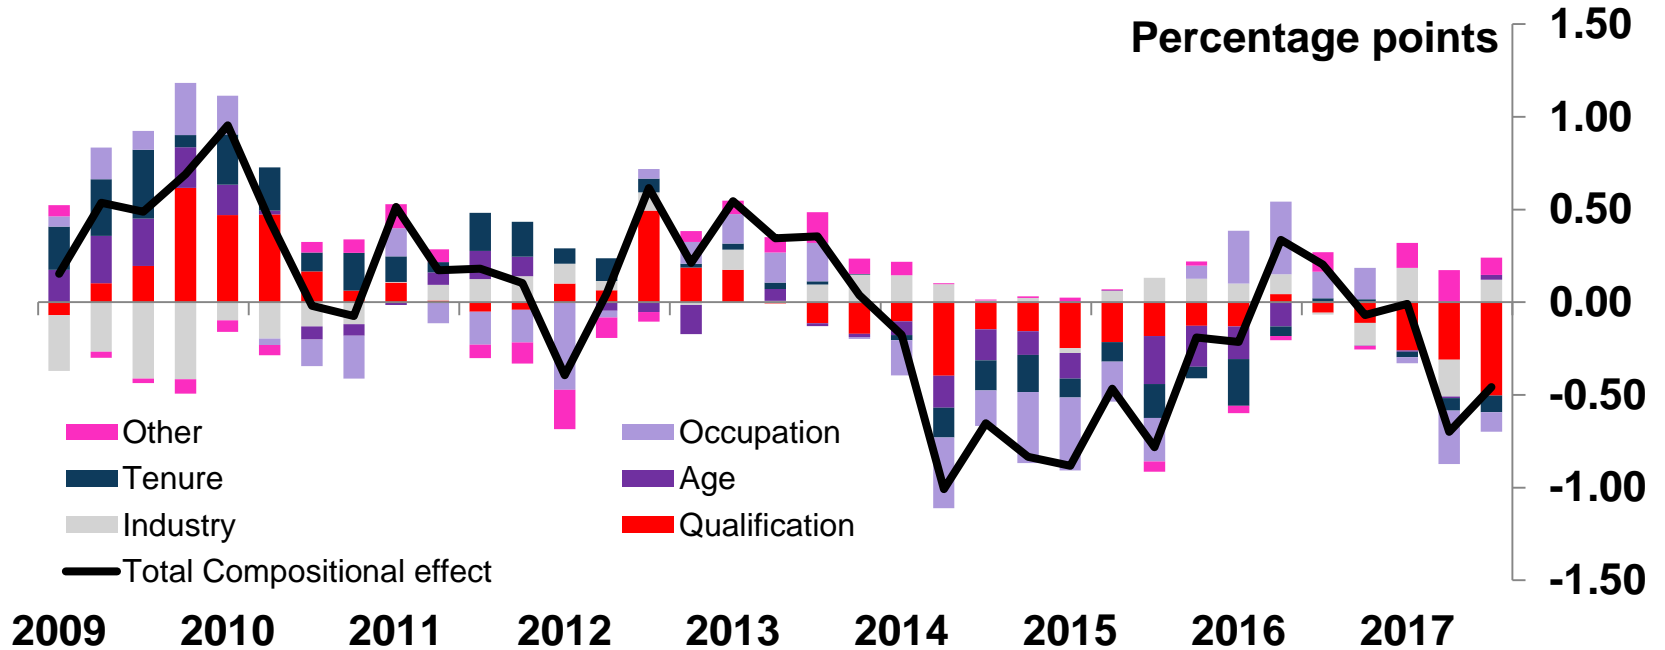 Percentage points
1.50
1.00
0.50
0.00
-0.50
-1.00
-1.50
Other
Occupation
Tenure
Age
Industry
Qualification
Total Compositional effect
2009 2010 2011 2012 2013 2014 2015 2016 2017